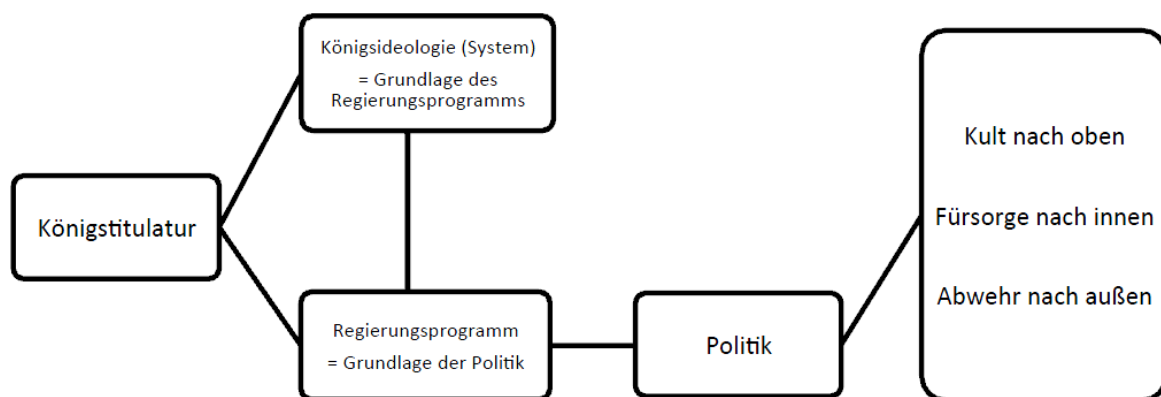 Königsideologie (System)
= Grundlage des
Regierungsprogramms
Königstitulatur
Regierungsprogramm
= Grundlage der Politik
Politik
Kult nach oben
Fürsorge nach innen
Abwehr nach außen